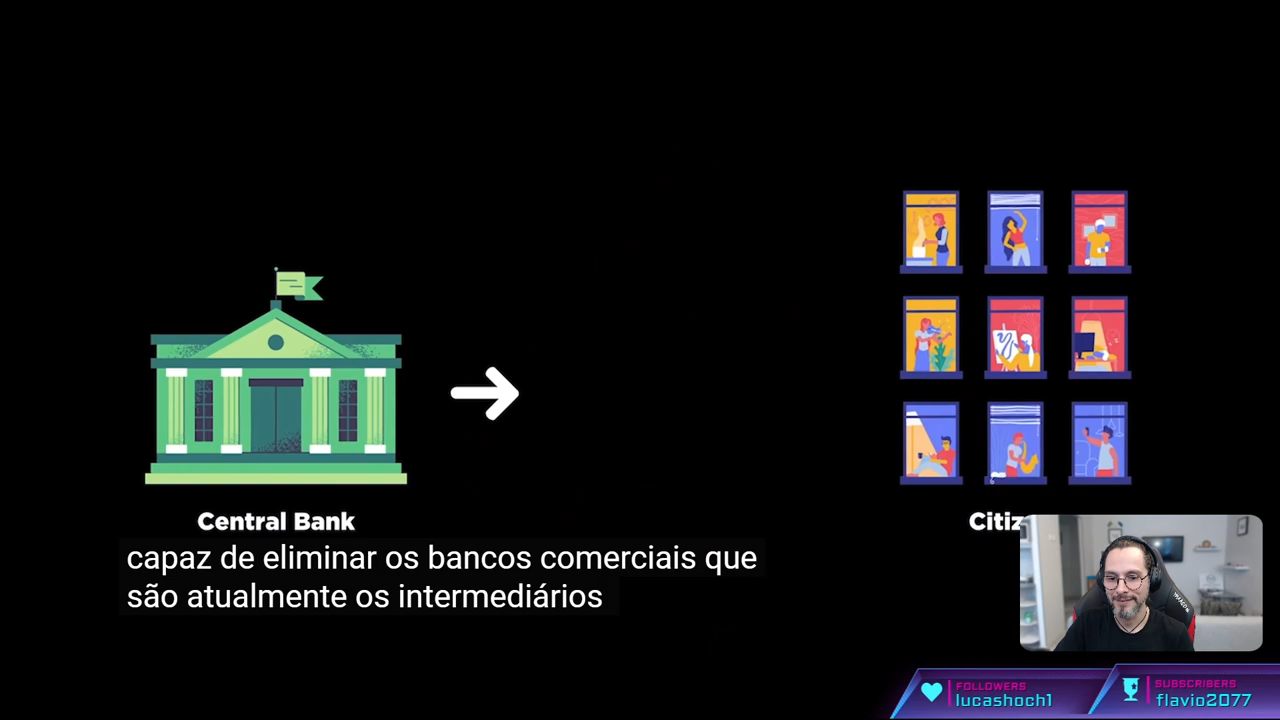 Central Bank
Citiz
capaz de eliminar os bancos comerciais que
são atualmente os intermediários
FOLLOWERS
lucashoch1
SUBSCRIBERS
flavio2077